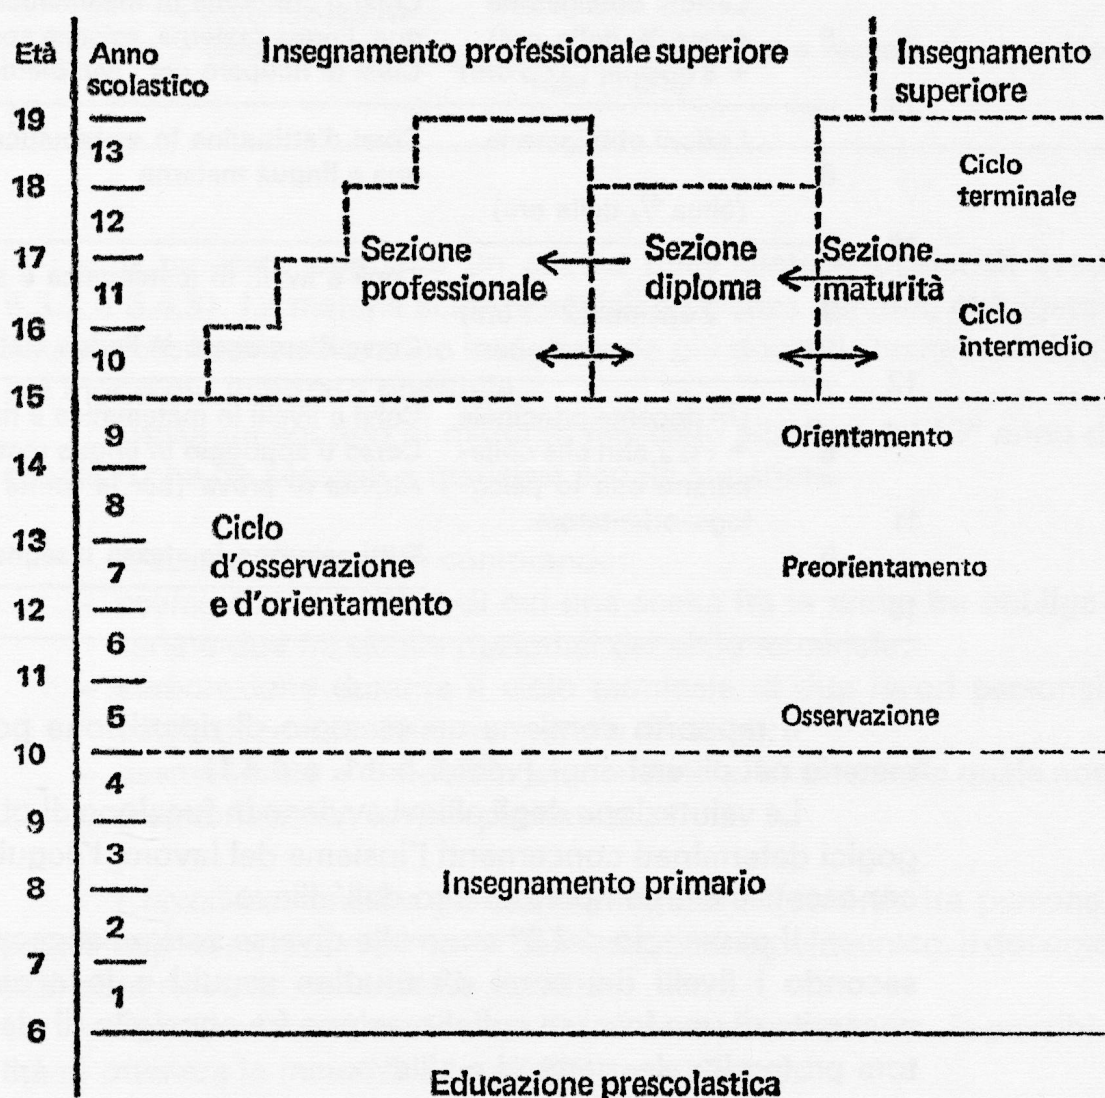 Età
Anno
scolastico
Insegnamento professionale superiore
Insegnamento
superiore
19
13
18
12
17
11
16
10
15
9
14
8
13
7
12
6
11
5
10
4
9
3
8
2
7
1
6
Ciclo
terminale
Sezione
professionale
Sezione
diploma
Sezione
maturità
Ciclo
intermedio
Orientamento
Ciclo
d'osservazione
e d'orientamento
Preorientamento
Osservazione
Insegnamento primario
Educazione prescolastica